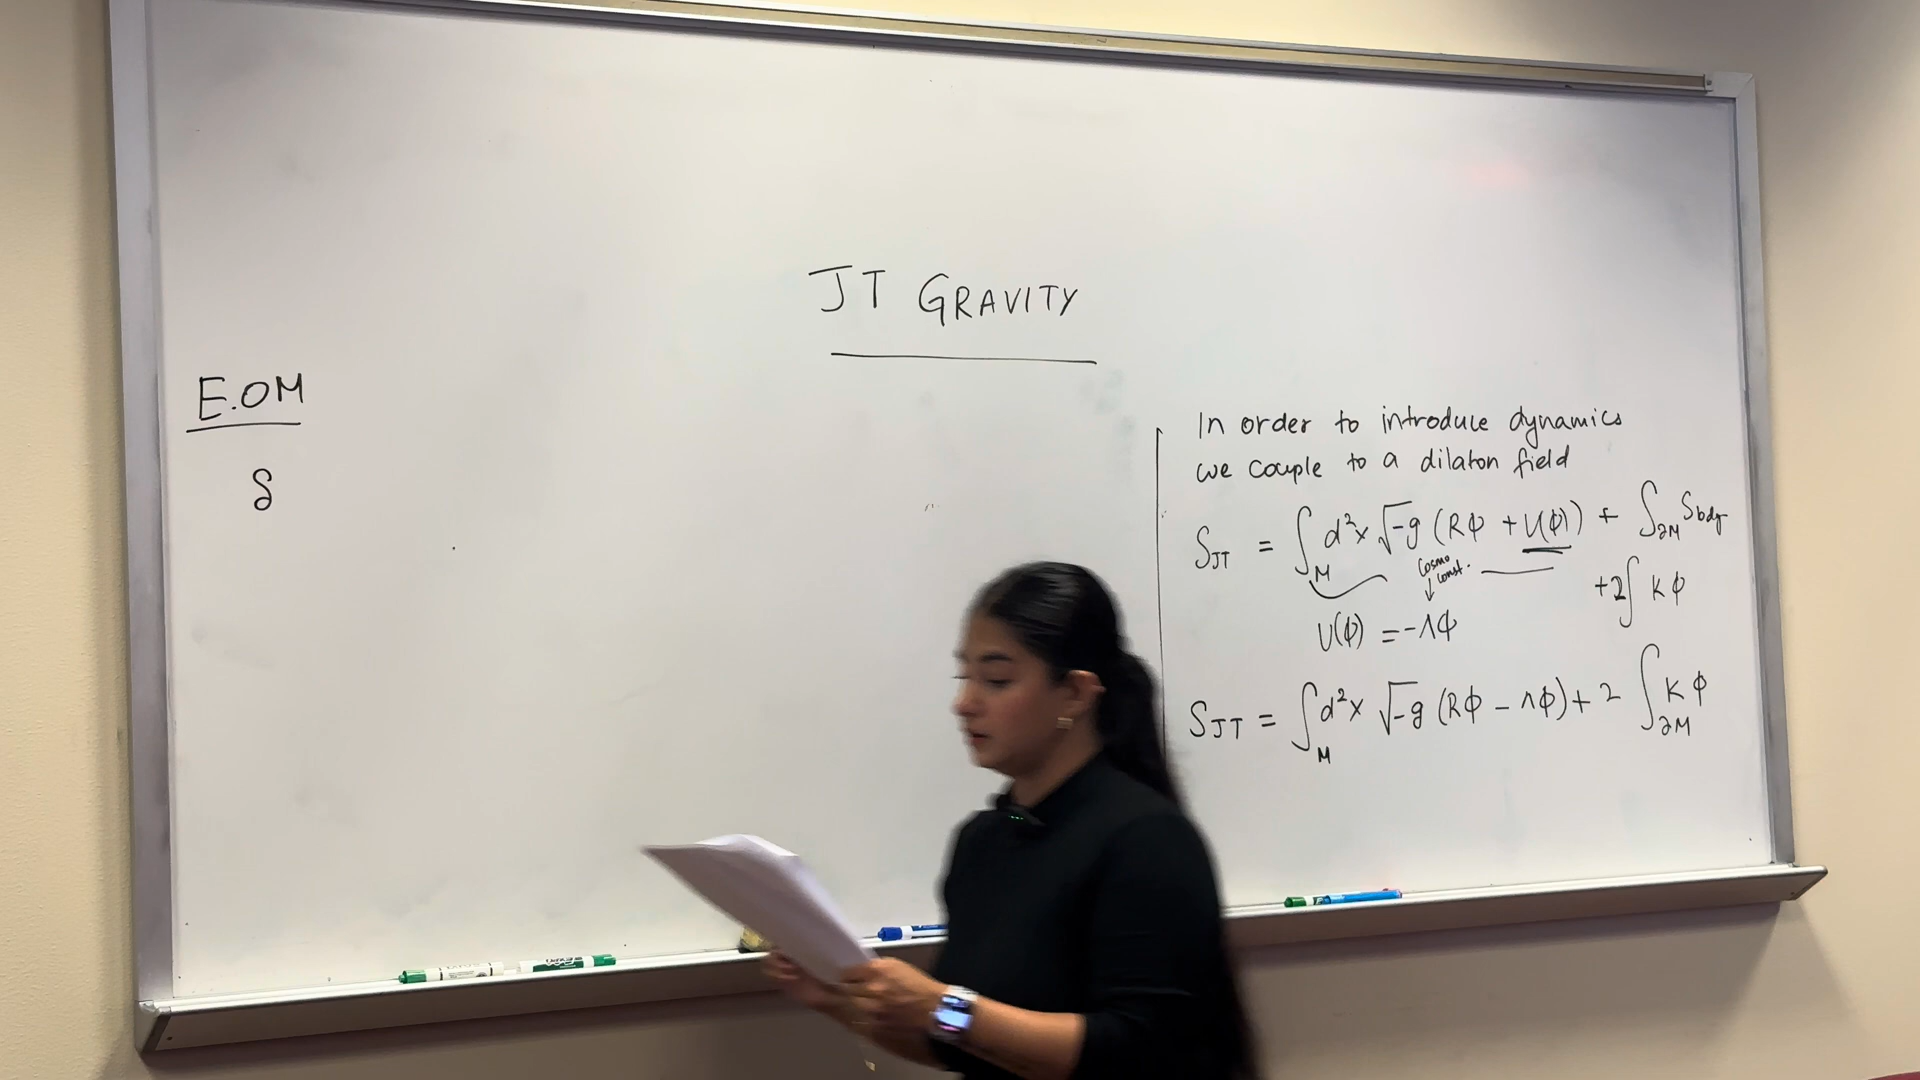 JT GRAVITY
E.OM
δ
In order to introduce dynamics
we couple to a dilaton field
S_JT = ∫_M d²x √-g (Rφ + U(φ)) + ∫_∂M S_bdy
cosmo
const.
↓
+2∫ Kφ
U(φ) = -Λφ
S_JT = ∫_M d²x √-g (Rφ - Λφ) + 2 ∫_∂M Kφ